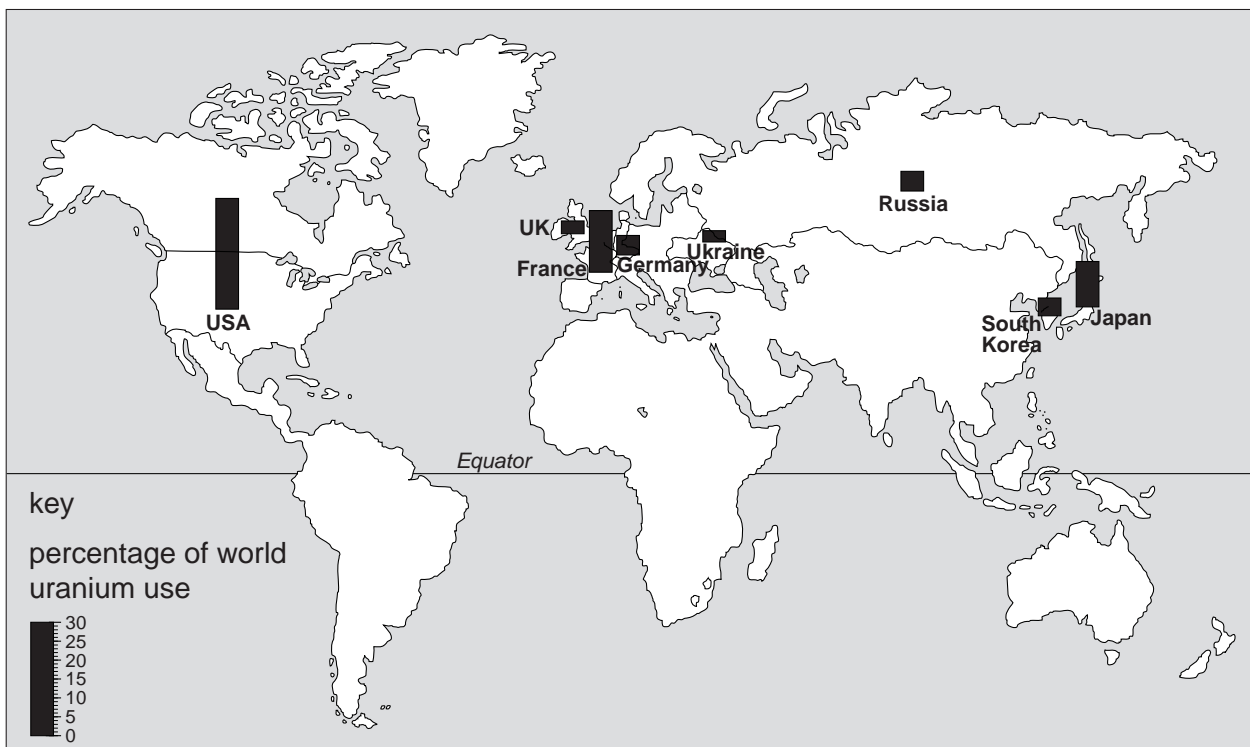 Russia
UK
Ukraine
France
Germany
USA
South
Korea
Japan
Equator
key
percentage of world
uranium use
30
25
20
15
10
5
0